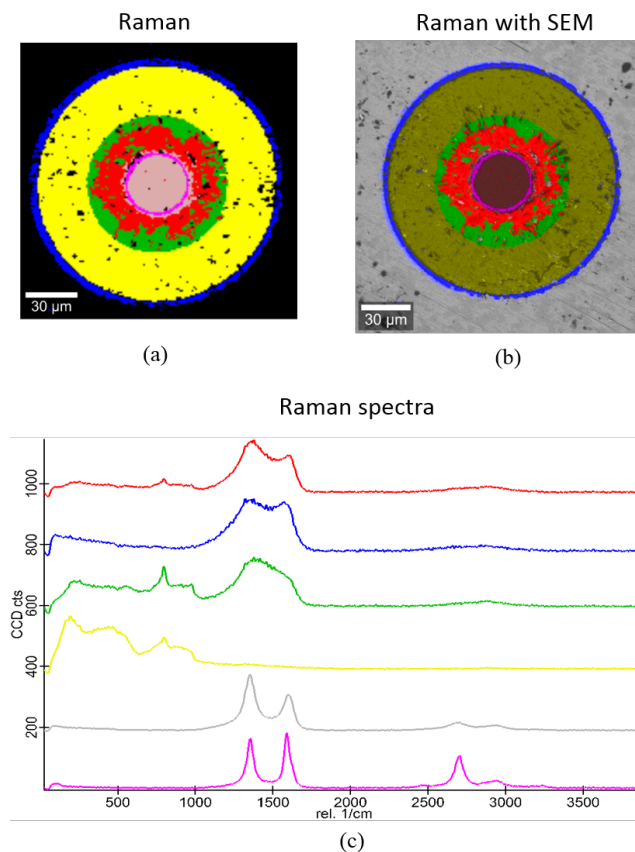 Raman
Raman with SEM
30 µm
30 µm
(a)
(b)
Raman spectra
CCD cts
1000
800
600
400
200
500
1000
1500
2000
2500
3000
3500
rel. 1/cm
(c)